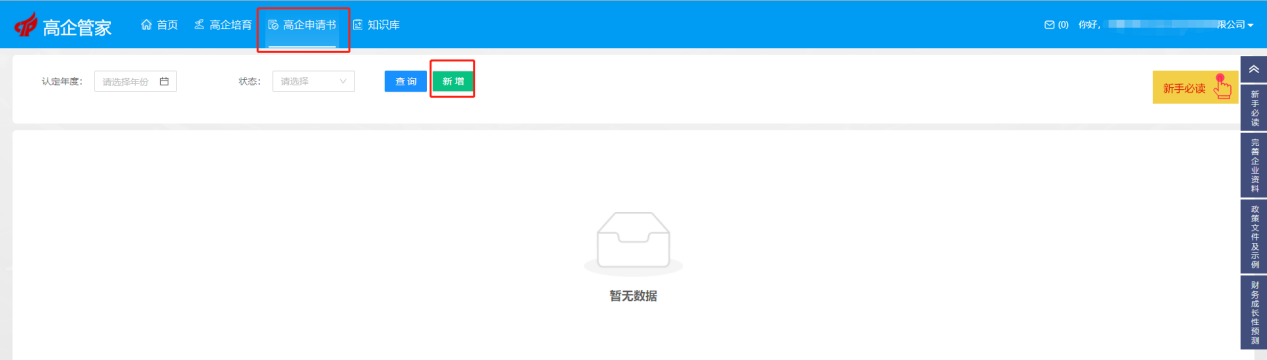 高企管家
首页
高企培育
高企申请书
知识库
(0)
你好,
限公司
认定年度:
请选择年份
状态:
请选择
查询
新增
新手必读
新手必读
完善企业资料
政策文件及示例
财务成长性预测
暂无数据